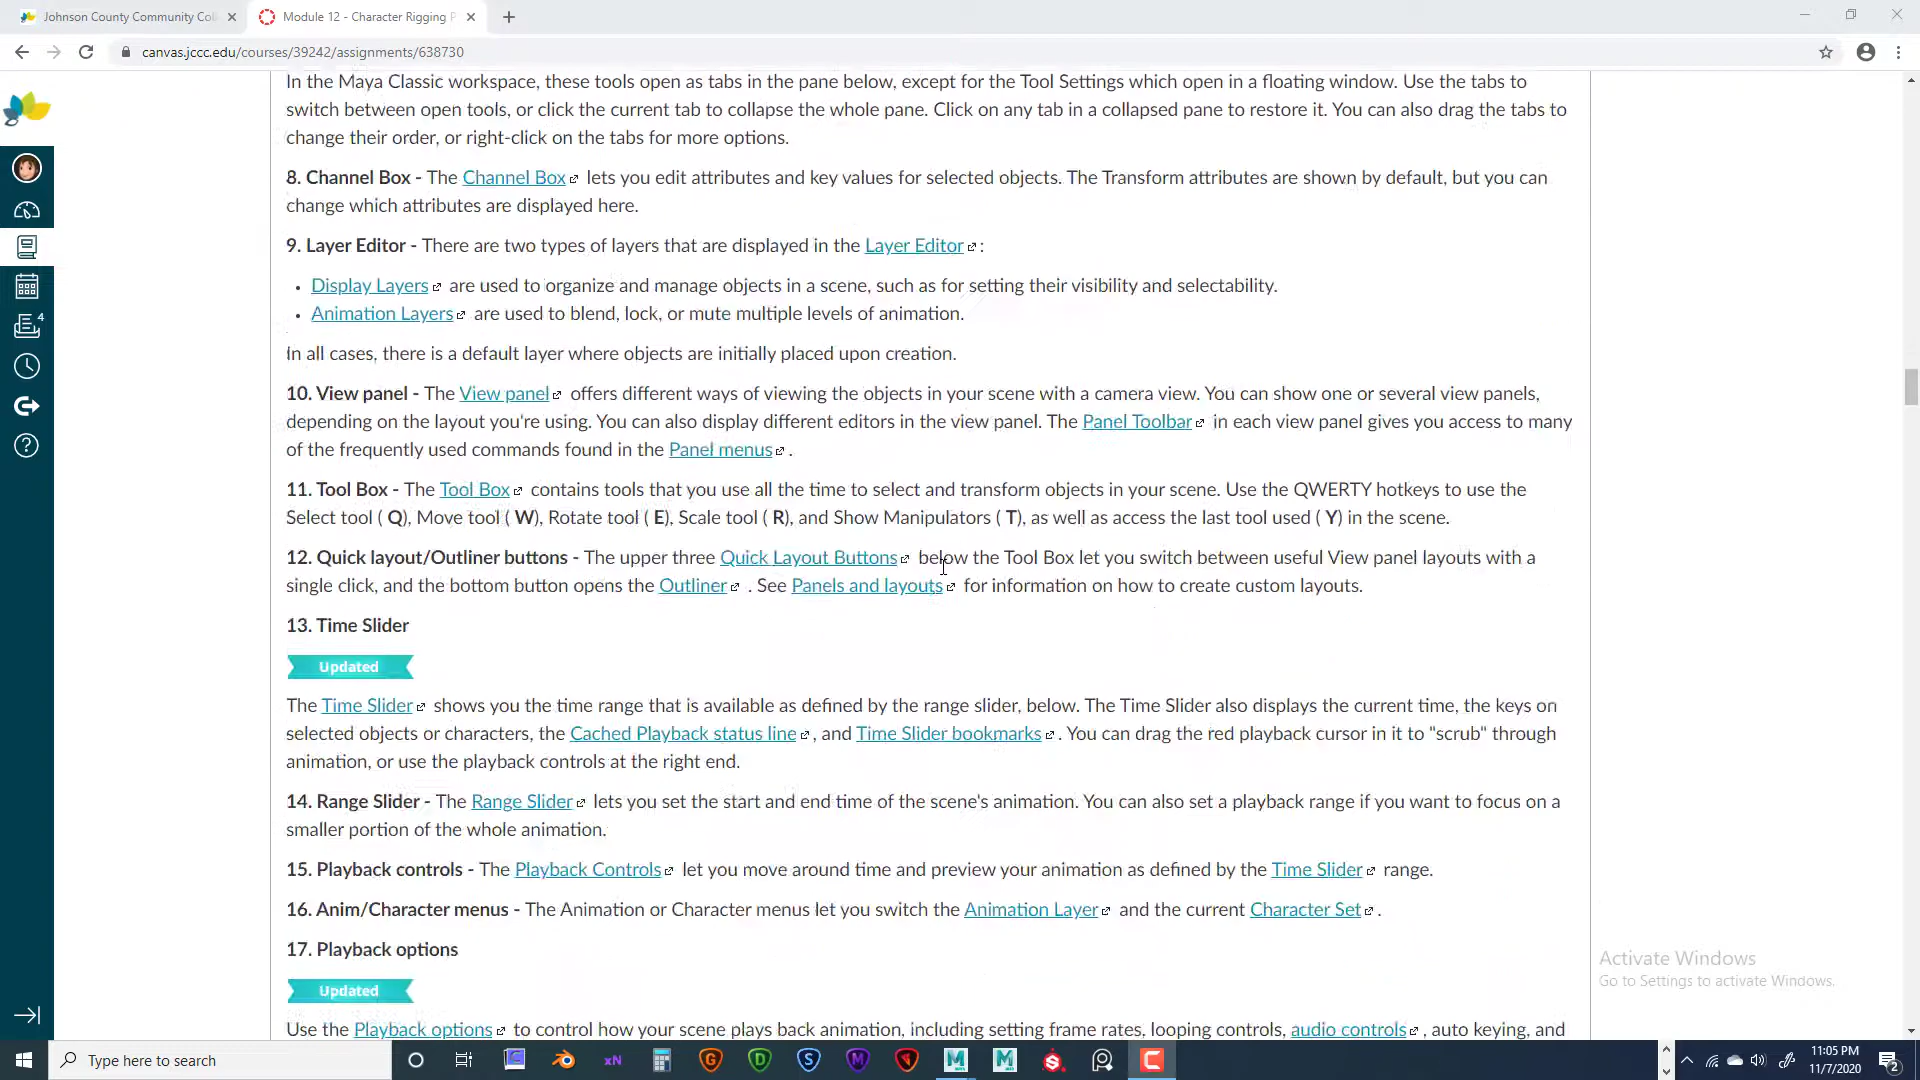 Johnson County Community Col
Module 12 - Character Rigging P
canvas.jccc.edu/courses/39242/assignments/638730
In the Maya Classic workspace, these tools open as tabs in the pane below, except for the Tool Settings which open in a floating window. Use the tabs to
switch between open tools, or click the current tab to collapse the whole pane. Click on any tab in a collapsed pane to restore it. You can also drag the tabs to
change their order, or right-click on the tabs for more options.
8. Channel Box - The Channel Box lets you edit attributes and key values for selected objects. The Transform attributes are shown by default, but you can
change which attributes are displayed here.
9. Layer Editor - There are two types of layers that are displayed in the Layer Editor :
• Display Layers are used to organize and manage objects in a scene, such as for setting their visibility and selectability.
• Animation Layers are used to blend, lock, or mute multiple levels of animation.
In all cases, there is a default layer where objects are initially placed upon creation.
10. View panel - The View panel offers different ways of viewing the objects in your scene with a camera view. You can show one or several view panels,
depending on the layout you're using. You can also display different editors in the view panel. The Panel Toolbar in each view panel gives you access to many
of the frequently used commands found in the Panel menus .
11. Tool Box - The Tool Box contains tools that you use all the time to select and transform objects in your scene. Use the QWERTY hotkeys to use the
Select tool ( Q), Move tool ( W), Rotate tool ( E), Scale tool ( R), and Show Manipulators ( T), as well as access the last tool used ( Y) in the scene.
12. Quick layout/Outliner buttons - The upper three Quick Layout Buttons below the Tool Box let you switch between useful View panel layouts with a
single click, and the bottom button opens the Outliner . See Panels and layouts for information on how to create custom layouts.
13. Time Slider
Updated
The Time Slider shows you the time range that is available as defined by the range slider, below. The Time Slider also displays the current time, the keys on
selected objects or characters, the Cached Playback status line , and Time Slider bookmarks . You can drag the red playback cursor in it to "scrub" through
animation, or use the playback controls at the right end.
14. Range Slider - The Range Slider lets you set the start and end time of the scene's animation. You can also set a playback range if you want to focus on a
smaller portion of the whole animation.
15. Playback controls - The Playback Controls let you move around time and preview your animation as defined by the Time Slider range.
16. Anim/Character menus - The Animation or Character menus let you switch the Animation Layer and the current Character Set .
17. Playback options
Updated
Use the Playback options to control how your scene plays back animation, including setting frame rates, looping controls, audio controls , auto keying, and
4
Activate Windows
Go to Settings to activate Windows.
Type here to search
xN
G
D
S
M
M
M
S
P
C
11:05 PM
11/7/2020
2